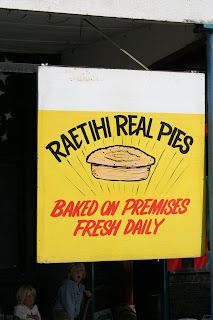 RAETIHI REAL PIES
BAKED ON PREMISES
FRESH DAILY